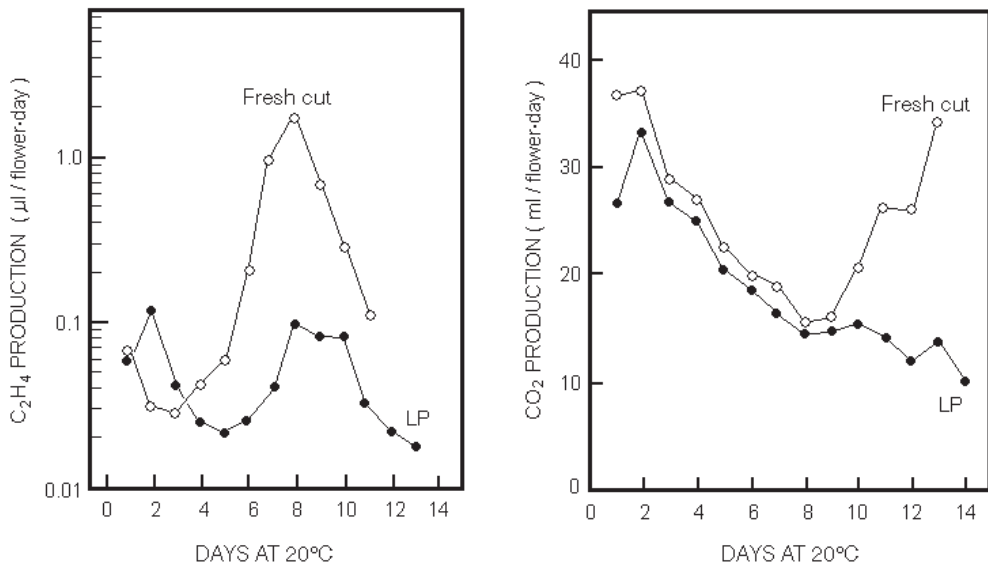 C₂H₄ PRODUCTION ( µl / flower·day )
1.0
0.1
0.01
Fresh cut
LP
0 2 4 6 8 10 12 14
DAYS AT 20ºC
CO₂ PRODUCTION ( ml / flower·day )
40
30
20
10
0
Fresh cut
LP
0 2 4 6 8 10 12 14
DAYS AT 20ºC